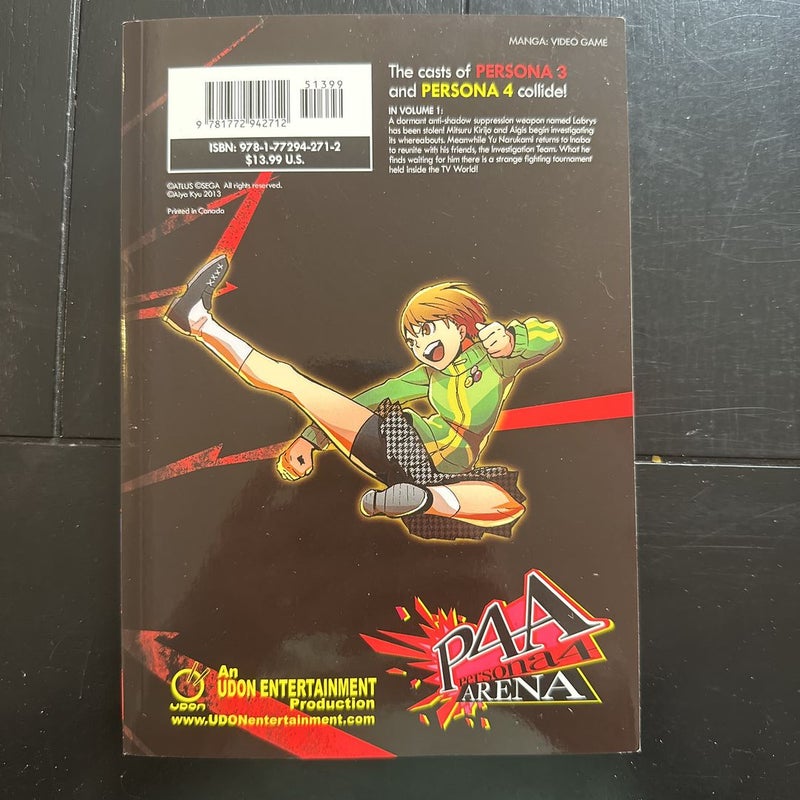 MANGA: VIDEO GAME
51399
9 781772 942712
ISBN: 978-1-77294-271-2
$13.99 U.S.
©ATLUS ©SEGA All rights reserved.
©Aiya Kyu 2013
Printed in Canada
The casts of PERSONA 3
and PERSONA 4 collide!
IN VOLUME 1:
A dormant anti-shadow suppression weapon named Labrys
has been stolen! Mitsuru Kirijo and Aigis begin investigating
its whereabouts. Meanwhile Yu Narukami returns to Inaba
to reunite with his friends, the Investigation Team. What he
finds waiting for him there is a strange fighting tournament
held inside the TV World!
P4A
persona4
ARENA
An
UDON ENTERTAINMENT
Production
UDON
www.UDONentertainment.com